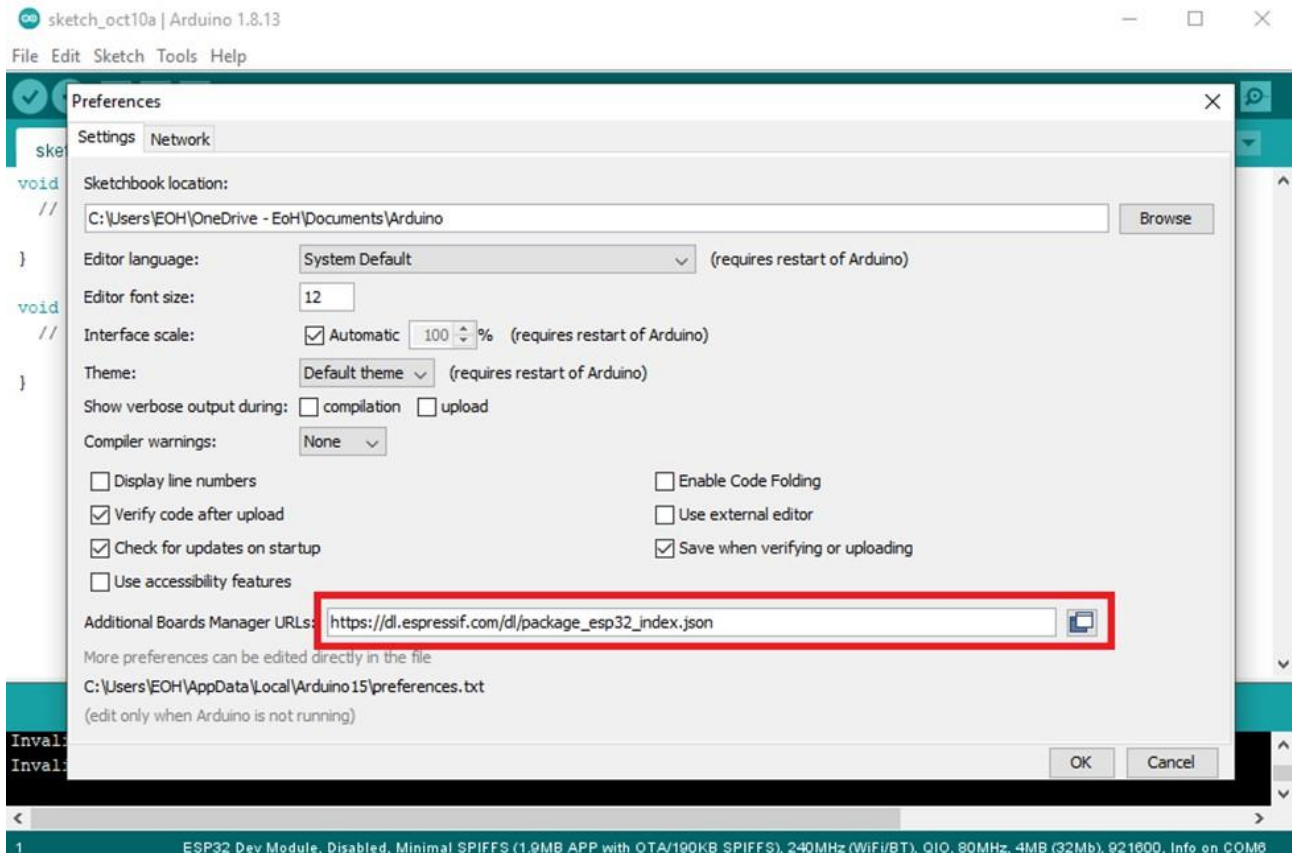 sketch_oct10a | Arduino 1.8.13
File Edit Sketch Tools Help
Preferences
Settings Network
Sketchbook location:
C:\Users\EOH\OneDrive - EoH\Documents\Arduino Browse
Editor language: System Default (requires restart of Arduino)
Editor font size: 12
Interface scale: Automatic 100 % (requires restart of Arduino)
Theme: Default theme (requires restart of Arduino)
Show verbose output during: compilation upload
Compiler warnings: None
Display line numbers Enable Code Folding
Verify code after upload Use external editor
Check for updates on startup Save when verifying or uploading
Use accessibility features
Additional Boards Manager URLs: https://dl.espressif.com/dl/package_esp32_index.json
More preferences can be edited directly in the file
C:\Users\EOH\AppData\Local\Arduino15\preferences.txt
(edit only when Arduino is not running)
OK Cancel
void
//
}
void
//
}
1 ESP32 Dev Module, Disabled, Minimal SPIFFS (1.9MB APP with OTA/190KB SPIFFS), 240MHz (WiFi/BT), QIO, 80MHz, 4MB (32Mb), 921600, Info on COM6